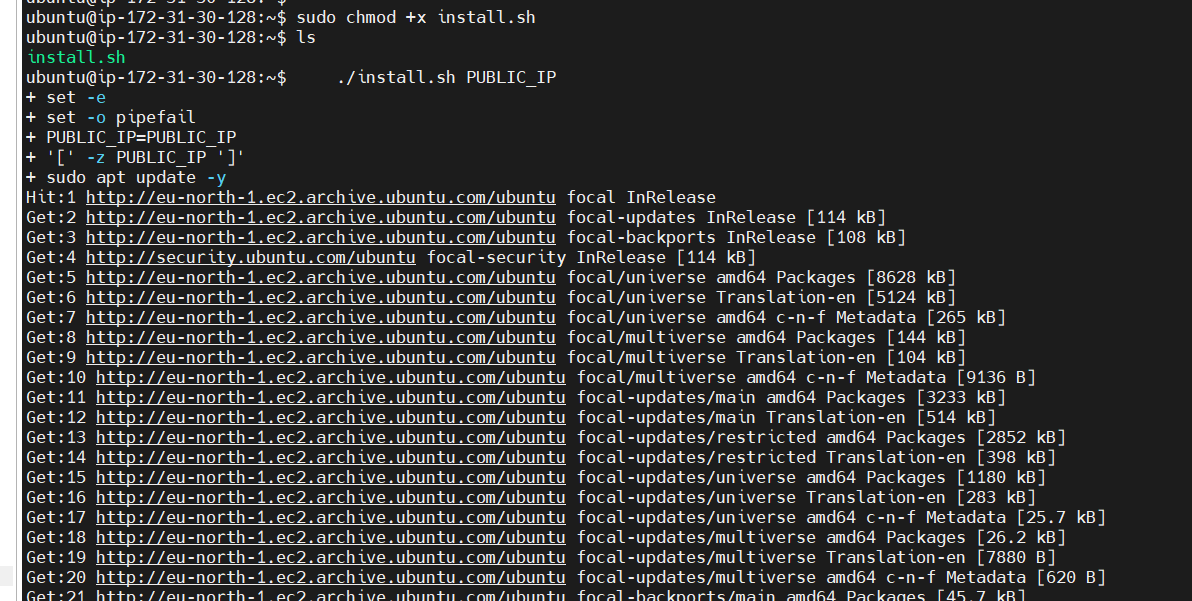 ubuntu@ip-172-31-30-128:~$
ubuntu@ip-172-31-30-128:~$ sudo chmod +x install.sh
ubuntu@ip-172-31-30-128:~$ ls
install.sh
ubuntu@ip-172-31-30-128:~$     ./install.sh PUBLIC_IP
+ set -e
+ set -o pipefail
+ PUBLIC_IP=PUBLIC_IP
+ '[' -z PUBLIC_IP ']'
+ sudo apt update -y
Hit:1 http://eu-north-1.ec2.archive.ubuntu.com/ubuntu focal InRelease
Get:2 http://eu-north-1.ec2.archive.ubuntu.com/ubuntu focal-updates InRelease [114 kB]
Get:3 http://eu-north-1.ec2.archive.ubuntu.com/ubuntu focal-backports InRelease [108 kB]
Get:4 http://security.ubuntu.com/ubuntu focal-security InRelease [114 kB]
Get:5 http://eu-north-1.ec2.archive.ubuntu.com/ubuntu focal/universe amd64 Packages [8628 kB]
Get:6 http://eu-north-1.ec2.archive.ubuntu.com/ubuntu focal/universe Translation-en [5124 kB]
Get:7 http://eu-north-1.ec2.archive.ubuntu.com/ubuntu focal/universe amd64 c-n-f Metadata [265 kB]
Get:8 http://eu-north-1.ec2.archive.ubuntu.com/ubuntu focal/multiverse amd64 Packages [144 kB]
Get:9 http://eu-north-1.ec2.archive.ubuntu.com/ubuntu focal/multiverse Translation-en [104 kB]
Get:10 http://eu-north-1.ec2.archive.ubuntu.com/ubuntu focal/multiverse amd64 c-n-f Metadata [9136 B]
Get:11 http://eu-north-1.ec2.archive.ubuntu.com/ubuntu focal-updates/main amd64 Packages [3233 kB]
Get:12 http://eu-north-1.ec2.archive.ubuntu.com/ubuntu focal-updates/main Translation-en [514 kB]
Get:13 http://eu-north-1.ec2.archive.ubuntu.com/ubuntu focal-updates/restricted amd64 Packages [2852 kB]
Get:14 http://eu-north-1.ec2.archive.ubuntu.com/ubuntu focal-updates/restricted Translation-en [398 kB]
Get:15 http://eu-north-1.ec2.archive.ubuntu.com/ubuntu focal-updates/universe amd64 Packages [1180 kB]
Get:16 http://eu-north-1.ec2.archive.ubuntu.com/ubuntu focal-updates/universe Translation-en [283 kB]
Get:17 http://eu-north-1.ec2.archive.ubuntu.com/ubuntu focal-updates/universe amd64 c-n-f Metadata [25.7 kB]
Get:18 http://eu-north-1.ec2.archive.ubuntu.com/ubuntu focal-updates/multiverse amd64 Packages [26.2 kB]
Get:19 http://eu-north-1.ec2.archive.ubuntu.com/ubuntu focal-updates/multiverse Translation-en [7880 B]
Get:20 http://eu-north-1.ec2.archive.ubuntu.com/ubuntu focal-updates/multiverse amd64 c-n-f Metadata [620 B]
Get:21 http://eu-north-1.ec2.archive.ubuntu.com/ubuntu focal-backports/main amd64 Packages [45.7 kB]